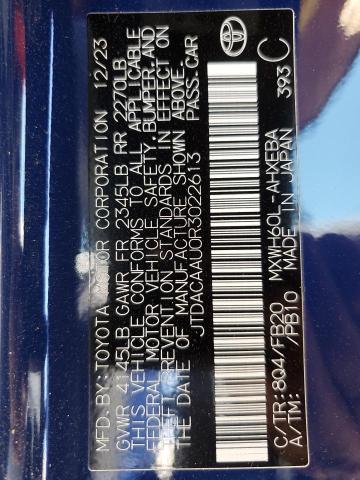 MFD.BY:TOYOTA MOTOR CORPORATION 12/23
GVWR 4145LB GAWR FR 2345LB RR 2270LB
THIS VEHICLE CONFORMS TO ALL APPLICABLE
FEDERAL MOTOR VEHICLE SAFETY, BUMPER, AND
THEFT PREVENTION STANDARDS IN EFFECT ON
THE DATE OF MANUFACTURE SHOWN ABOVE.
JTDACAAU0R3022613 PASS.CAR
C/TR:8Q4/FB20 MXWH60L-AHXEBA
A/TM: /PB10 MADE IN JAPAN 393
C